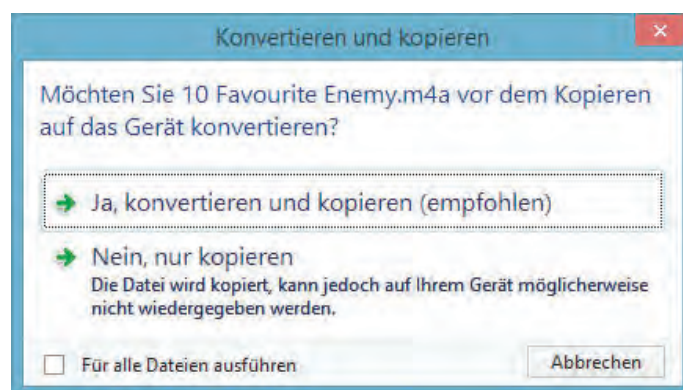 Konvertieren und kopieren
Möchten Sie 10 Favourite Enemy.m4a vor dem Kopieren
auf das Gerät konvertieren?
Ja, konvertieren und kopieren (empfohlen)
Nein, nur kopieren
Die Datei wird kopiert, kann jedoch auf Ihrem Gerät möglicherweise
nicht wiedergegeben werden.
Für alle Dateien ausführen
Abbrechen